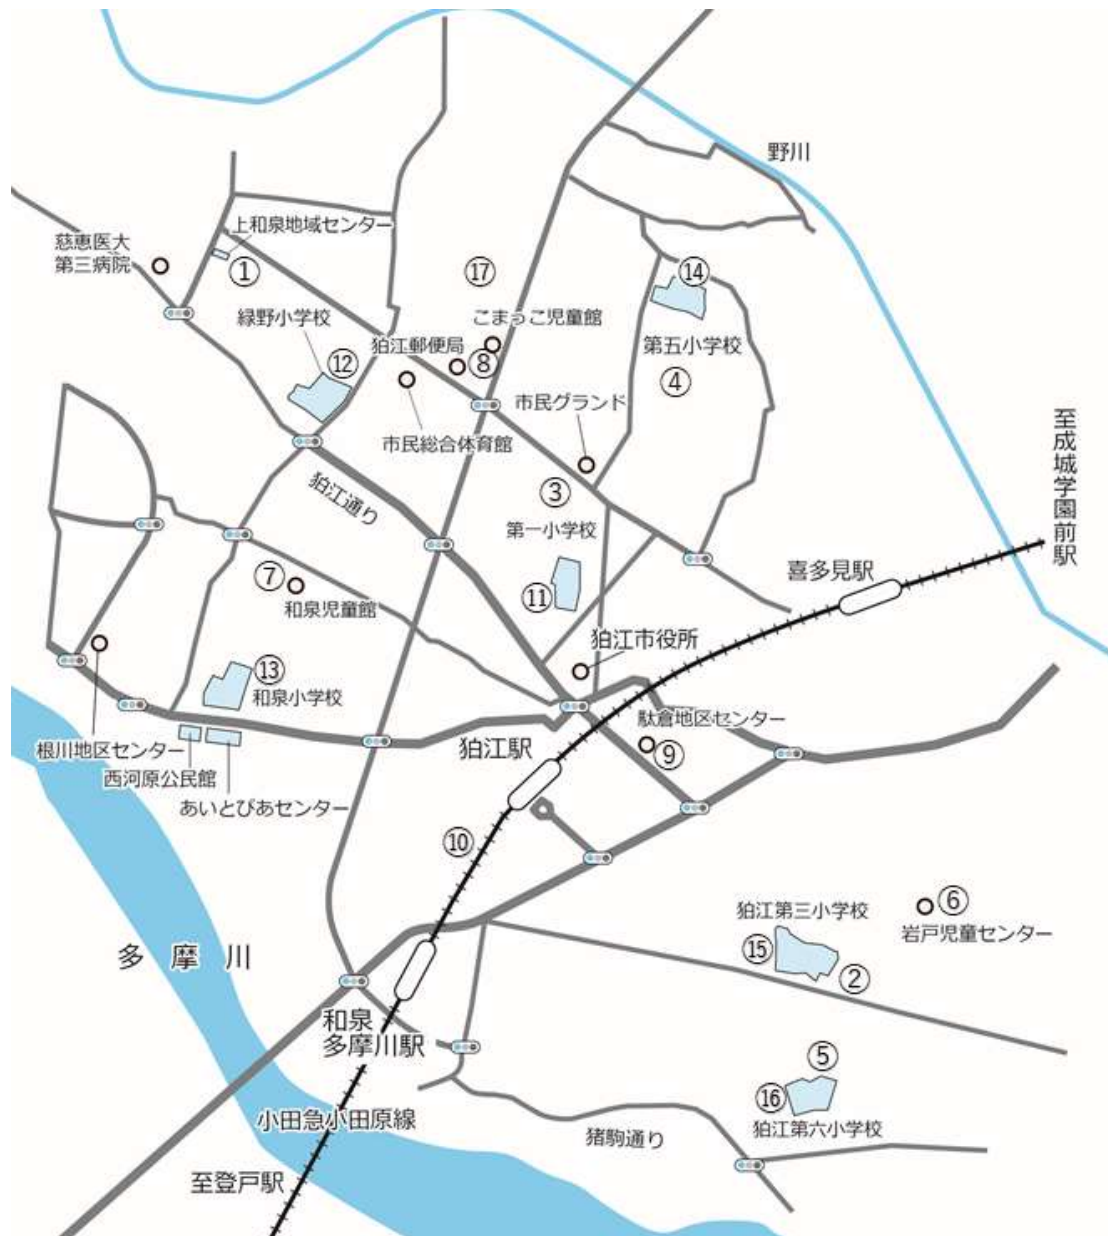 野川
上和泉地域センター
慈恵医大
第三病院
①
⑰
⑭
緑野小学校
こまっこ児童館
狛江郵便局
⑧
第五小学校
⑫
④
市民グランド
市民総合体育館
至成城学園前駅
狛江通り
③
第一小学校
喜多見駅
⑦
和泉児童館
⑪
狛江市役所
⑬
和泉小学校
駄倉地区センター
根川地区センター
狛江駅
⑨
西河原公民館
あいとぴあセンター
⑩
狛江第三小学校
⑥
岩戸児童センター
多摩川
⑮
②
和泉
多摩川駅
⑤
⑯
小田急小田原線
狛江第六小学校
猪駒通り
至登戸駅